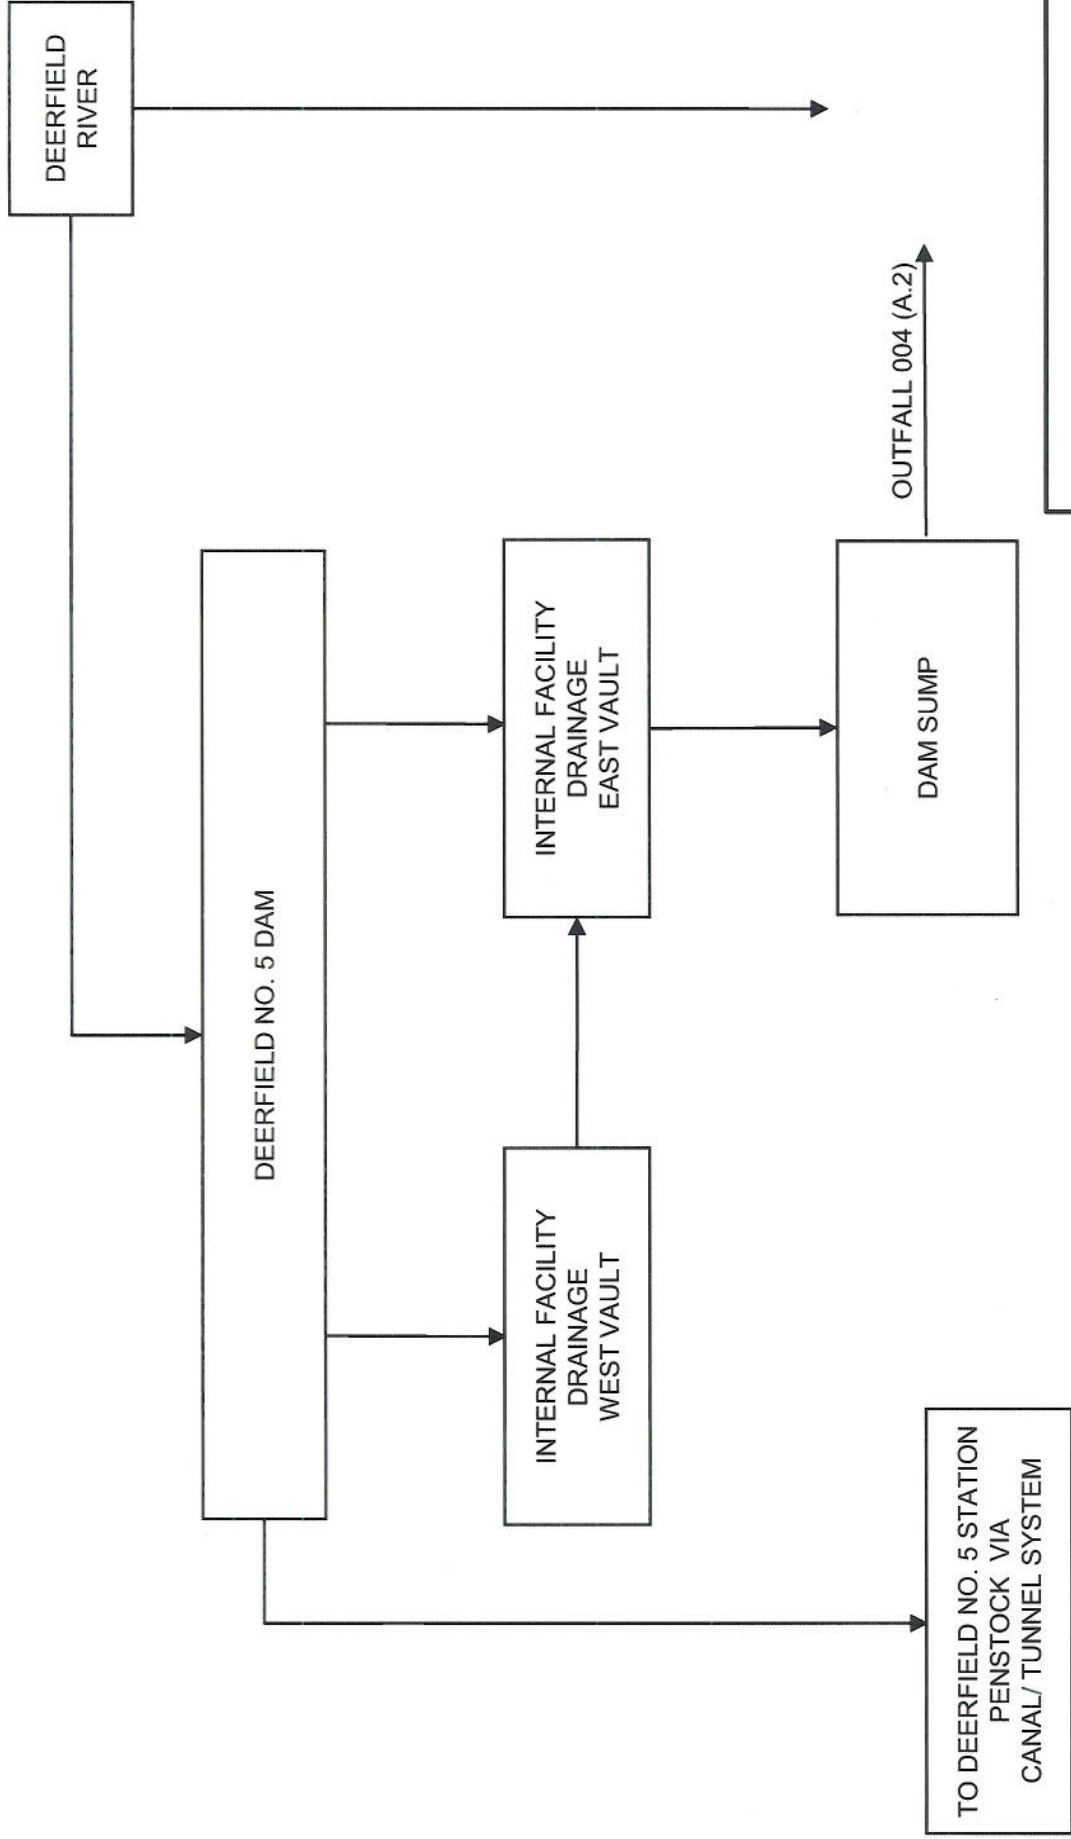 DEERFIELD
RIVER
DEERFIELD NO. 5 DAM
INTERNAL FACILITY
DRAINAGE
WEST VAULT
INTERNAL FACILITY
DRAINAGE
EAST VAULT
OUTFALL 004 (A.2)
DAM SUMP
TO DEERFIELD NO. 5 STATION
PENSTOCK VIA
CANAL/ TUNNEL SYSTEM